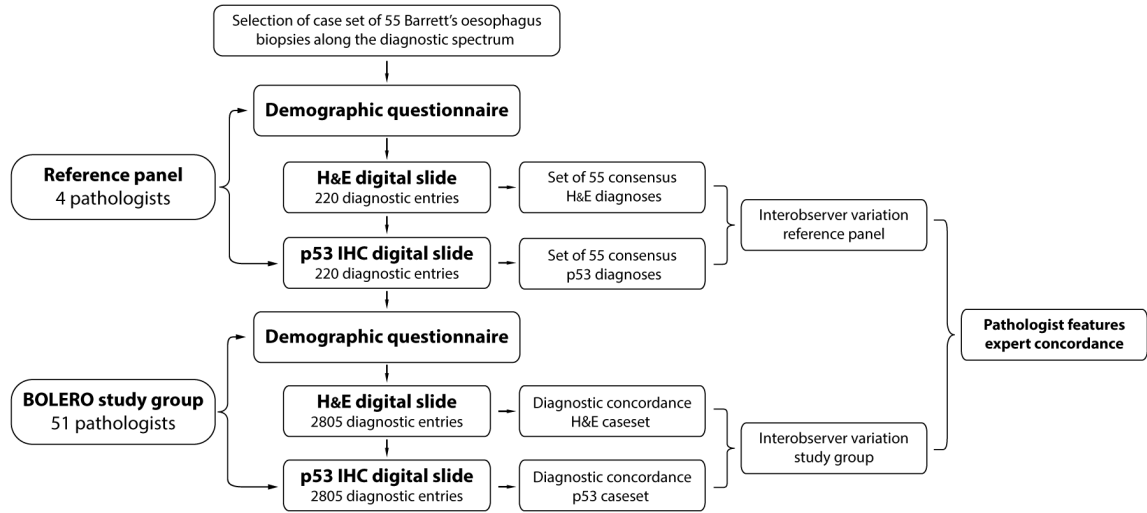 Selection of case set of 55 Barrett's oesophagus
biopsies along the diagnostic spectrum
Demographic questionnaire
Reference panel
4 pathologists
H&E digital slide
220 diagnostic entries
Set of 55 consensus
H&E diagnoses
p53 IHC digital slide
220 diagnostic entries
Set of 55 consensus
p53 diagnoses
Interobserver variation
reference panel
Demographic questionnaire
BOLERO study group
51 pathologists
H&E digital slide
2805 diagnostic entries
Diagnostic concordance
H&E caseset
p53 IHC digital slide
2805 diagnostic entries
Diagnostic concordance
p53 caseset
Interobserver variation
study group
Pathologist features
expert concordance